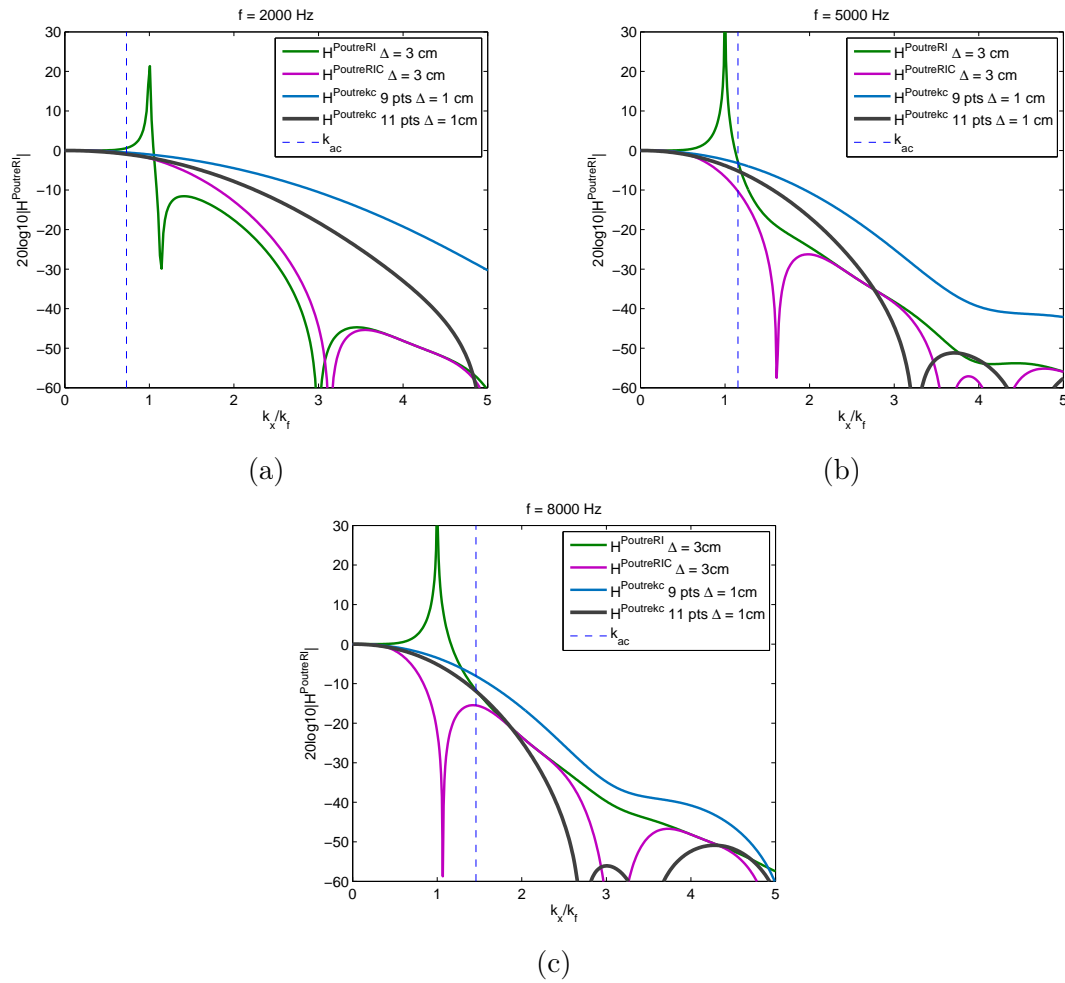 f = 2000 Hz
20log10|H^PoutreRI|
30
20
10
0
−10
−20
−30
−40
−50
−60
H^PoutreRI Δ = 3 cm
H^PoutreRIC Δ = 3 cm
H^Poutrekc 9 pts Δ = 1 cm
H^Poutrekc 11 pts Δ = 1cm
k_ac
0 1 2 3 4 5
k_x/k_f
(a)
f = 5000 Hz
20log10|H^PoutreRI|
30
20
10
0
−10
−20
−30
−40
−50
−60
H^PoutreRI Δ = 3 cm
H^PoutreRIC Δ = 3 cm
H^Poutrekc 9 pts Δ = 1 cm
H^Poutrekc 11 pts Δ = 1 cm
k_ac
0 1 2 3 4 5
k_x/k_f
(b)
f = 8000 Hz
20log10|H^PoutreRI|
30
20
10
0
−10
−20
−30
−40
−50
−60
H^PoutreRI Δ = 3cm
H^PoutreRIC Δ = 3cm
H^Poutrekc 9 pts Δ = 1cm
H^Poutrekc 11 pts Δ = 1cm
k_ac
0 1 2 3 4 5
k_x/k_f
(c)